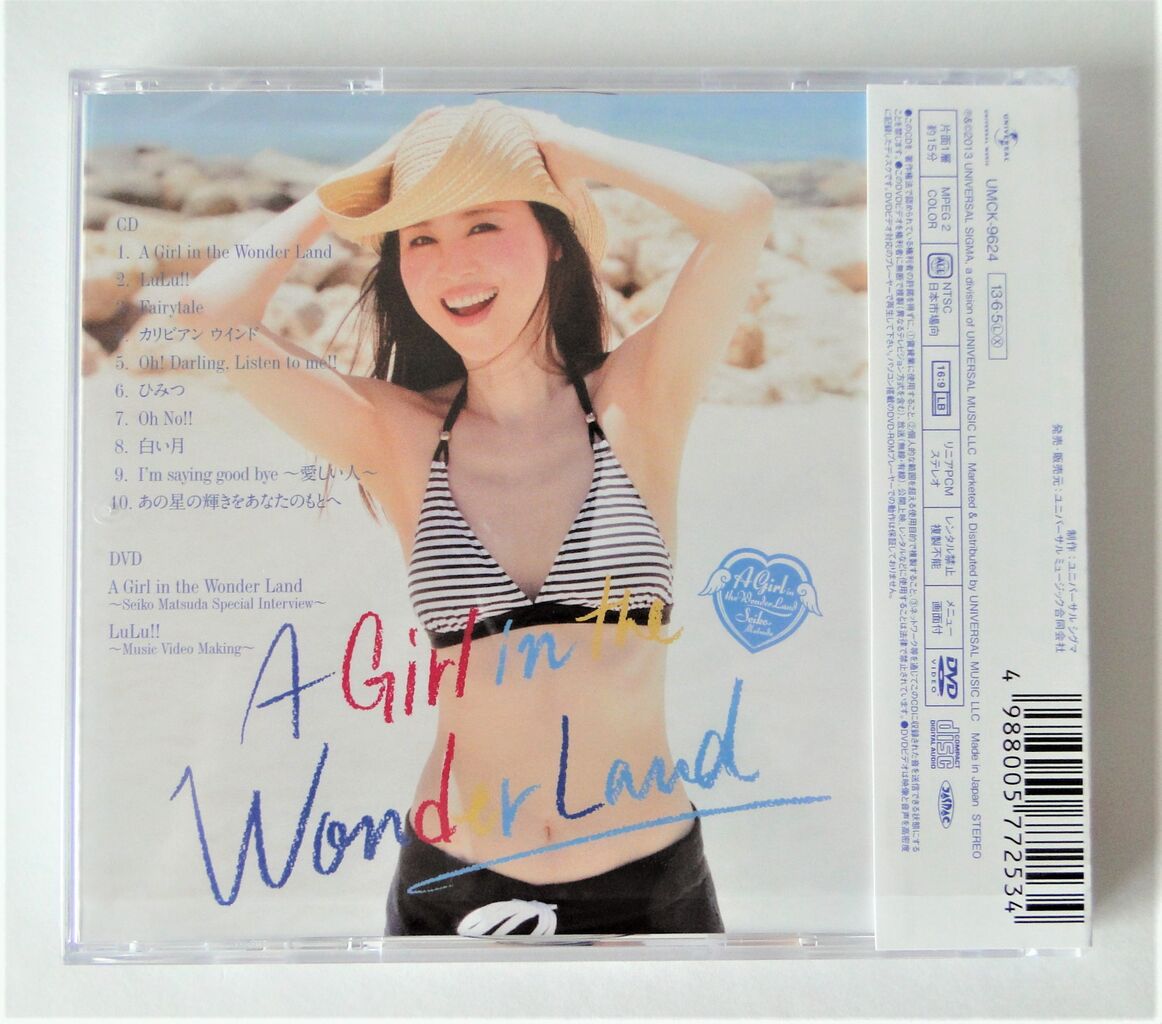 CD
1. A Girl in the Wonder Land
2. LuLu!!
3. Fairytale
カリビアン ウインド
5. Oh! Darling, Listen to me!!
6. ひみつ
7. Oh No!!
8. 白い月
9. I'm saying good bye 〜愛しい人〜
10. あの星の輝きをあなたのもとへ
DVD
A Girl in the Wonder Land
〜Seiko Matsuda Special Interview〜
LuLu!!
〜Music Video Making〜
A Girl in the
Wonder Land
A Girl in
the Wonder Land
Seiko
Matsuda
UNIVERSAL
UNIVERSAL MUSIC
UMCK-9624
13·6·5 Ⓛ Ⓧ
発売・販売元：ユニバーサル ミュージック合同会社
制作：ユニバーサル シグマ
℗&©2013 UNIVERSAL SIGMA, a division of UNIVERSAL MUSIC LLC Marketed & Distributed by UNIVERSAL MUSIC LLC Made in Japan STEREO
片面1層
約15分
MPEG 2
COLOR
ALL
NTSC
日本市場向
16:9 LB
リニアPCM
ステレオ
レンタル禁止
複製不能
メニュー
画面付
DVD
VIDEO
COMPACT
disc
DIGITAL AUDIO
JASRAC
4 988005 772534